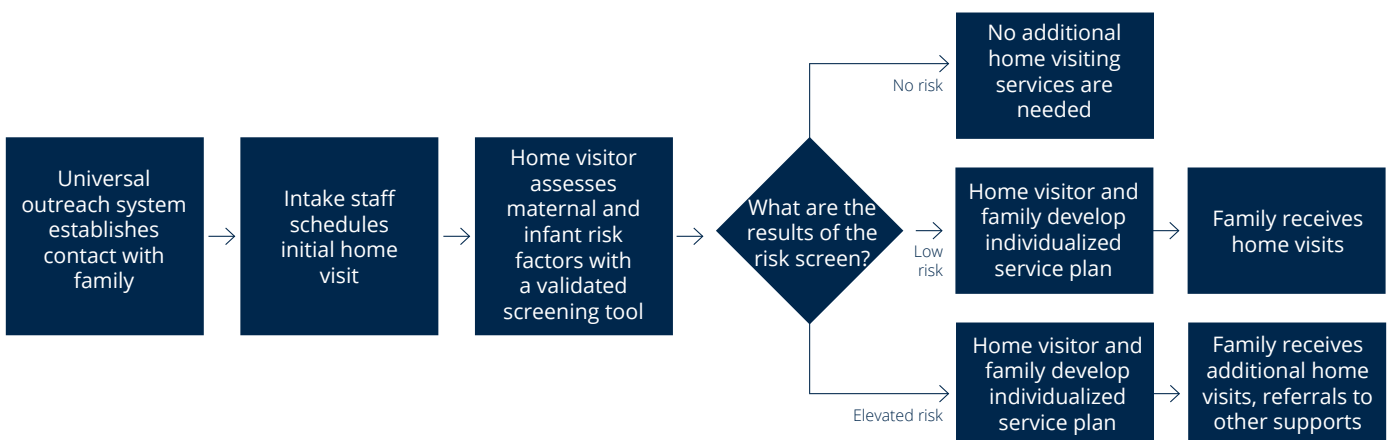 Universal
outreach system
establishes
contact with
family
Intake staff
schedules
initial home
visit
Home visitor
assesses
maternal and
infant risk
factors with
a validated
screening tool
What are the
results of the
risk screen?
No risk
No additional
home visiting
services are
needed
Low
risk
Home visitor and
family develop
individualized
service plan
Family receives
home visits
Elevated risk
Home visitor and
family develop
individualized
service plan
Family receives
additional home
visits, referrals to
other supports